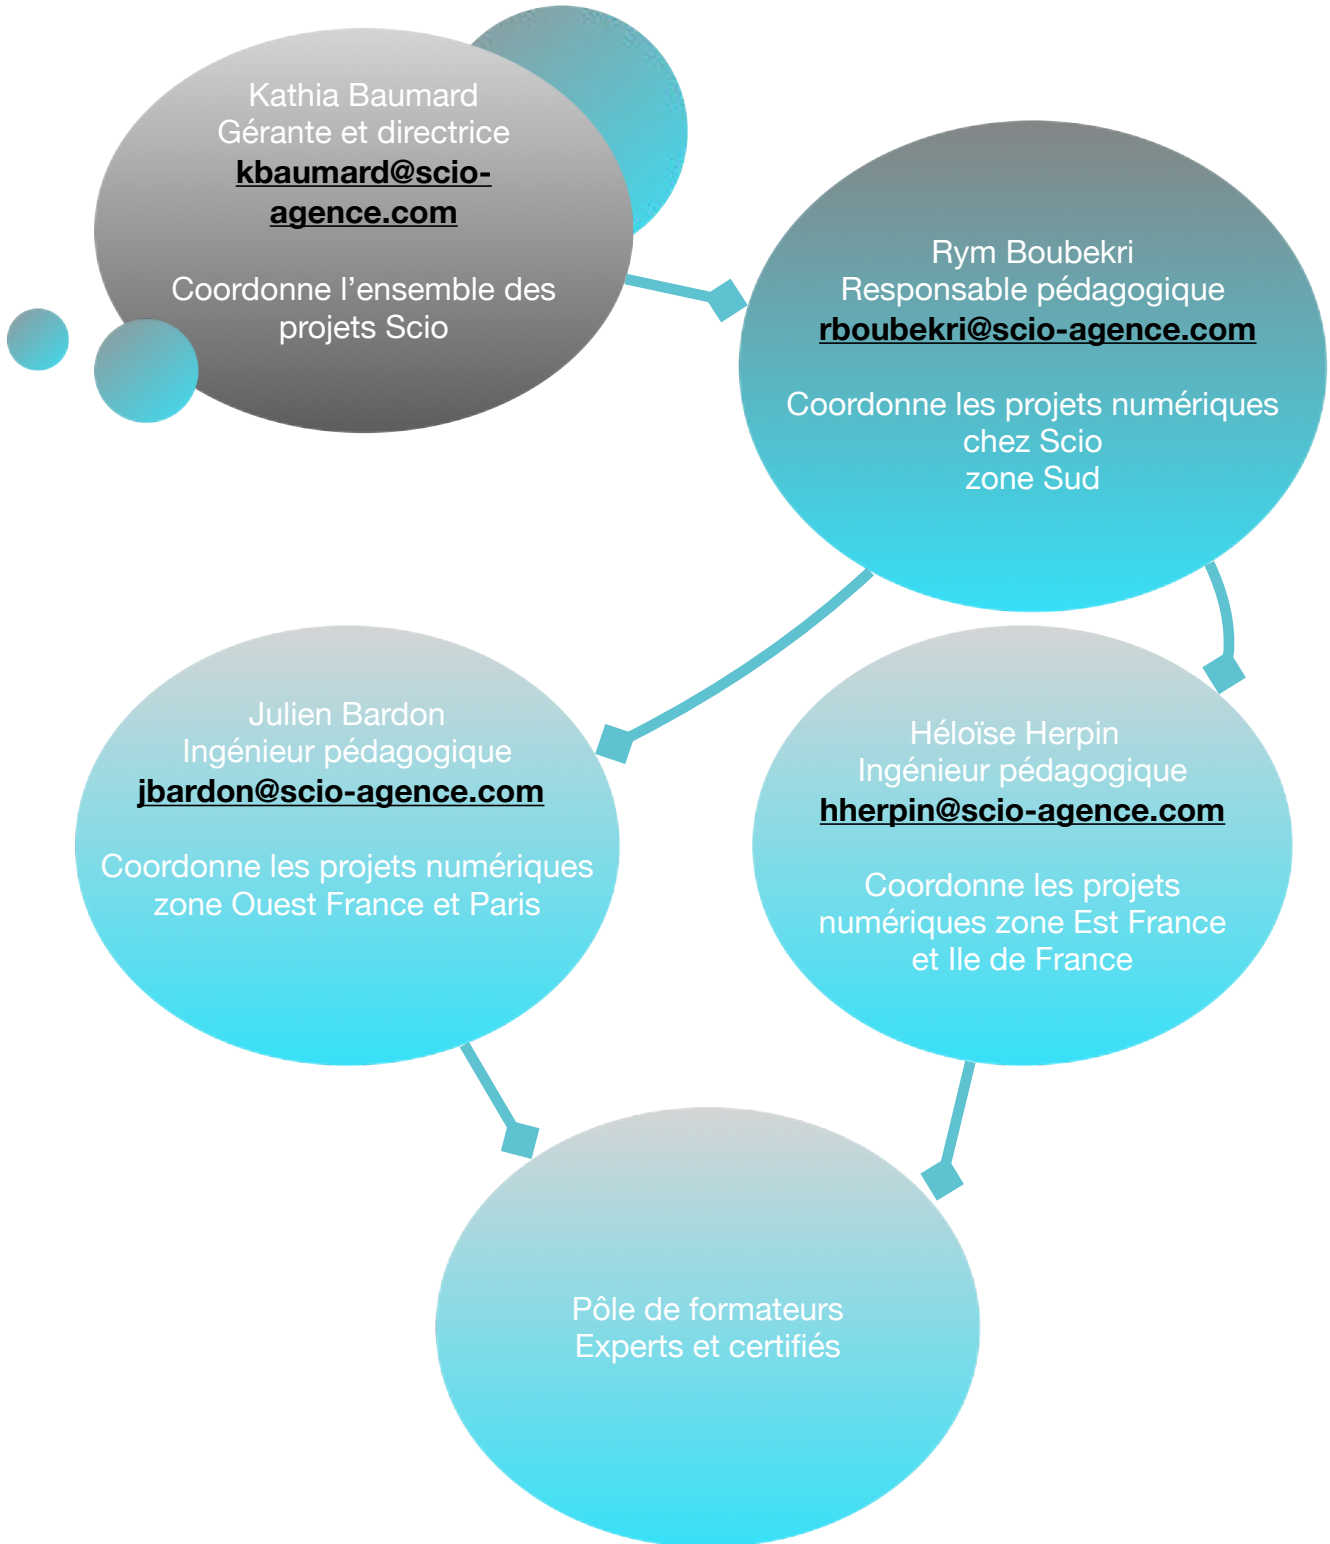 Kathia Baumard
Gérante et directrice
kbaumard@scio-
agence.com
Coordonne l’ensemble des
projets Scio
Rym Boubekri
Responsable pédagogique
rboubekri@scio-agence.com
Coordonne les projets numériques
chez Scio
zone Sud
Julien Bardon
Ingénieur pédagogique
jbardon@scio-agence.com
Coordonne les projets numériques
zone Ouest France et Paris
Héloïse Herpin
Ingénieur pédagogique
hherpin@scio-agence.com
Coordonne les projets
numériques zone Est France
et Ile de France
Pôle de formateurs
Experts et certifiés